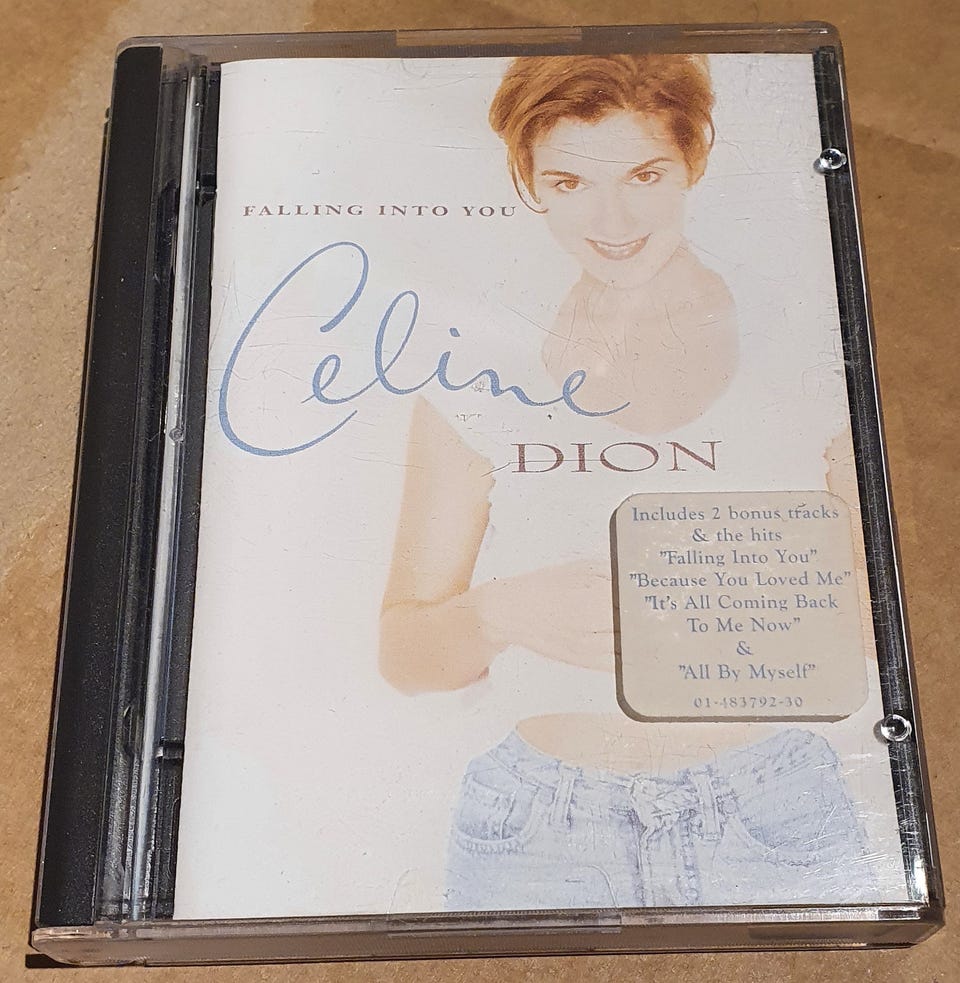 FALLING INTO YOU
Celine
DION
Includes 2 bonus tracks
& the hits
"Falling Into You"
"Because You Loved Me"
"It's All Coming Back
To Me Now"
&
"All By Myself"
01-483792-30